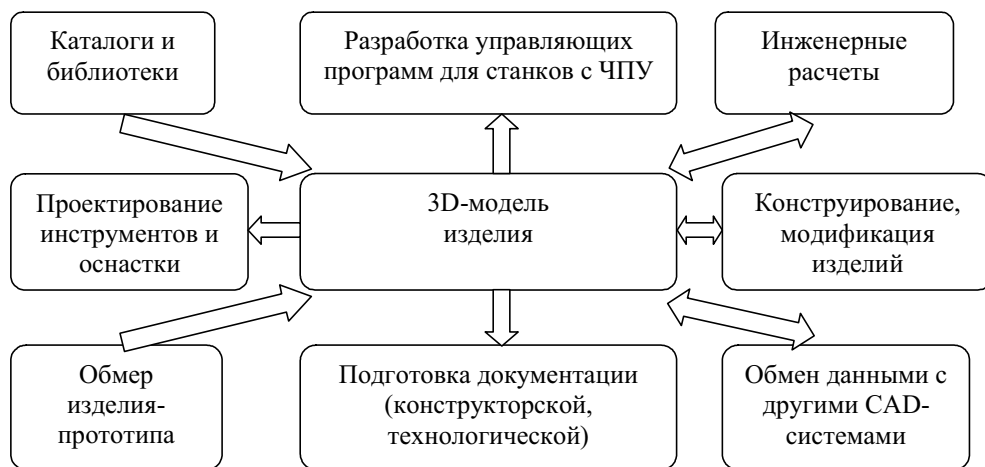 Каталоги и
библиотеки
Разработка управляющих
программ для станков с ЧПУ
Инженерные
расчеты
Проектирование
инструментов и
оснастки
3D-модель
изделия
Конструирование,
модификация
изделий
Обмер
изделия-
прототипа
Подготовка документации
(конструкторской,
технологической)
Обмен данными с
другими CAD-
системами